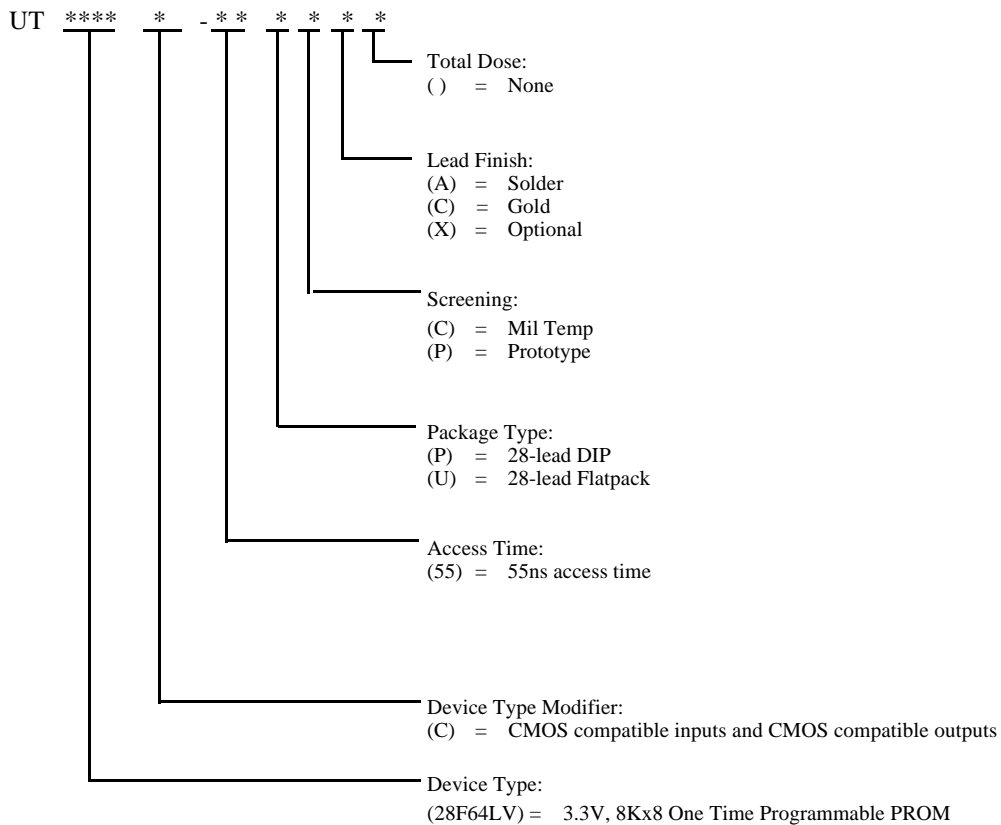 UT **** * - * * * * * *
Total Dose:
( ) = None
Lead Finish:
(A) = Solder
(C) = Gold
(X) = Optional
Screening:
(C) = Mil Temp
(P) = Prototype
Package Type:
(P) = 28-lead DIP
(U) = 28-lead Flatpack
Access Time:
(55) = 55ns access time
Device Type Modifier:
(C) = CMOS compatible inputs and CMOS compatible outputs
Device Type:
(28F64LV) = 3.3V, 8Kx8 One Time Programmable PROM